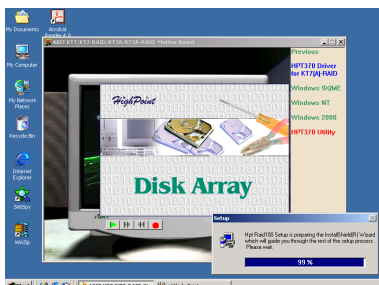 My Documents
Acrobat
Reader 4.0
ABIT KT7/KT7-RAID/KT7A/KT7A-RAID Mother Board
Previous
My Computer
HPT370 Driver
for KT7(A)-RAID
HighPoint
Windows 9X/ME
My Network
Places
Windows NT
Windows 2000
Recycle Bin
HPT370 Utility
Internet
Explorer
Disk Array
Setup
Hpt Raid100 Setup is preparing the InstallShield(R) Wizard
which will guide you through the rest of the setup process.
Please wait.
WinZip
99 %